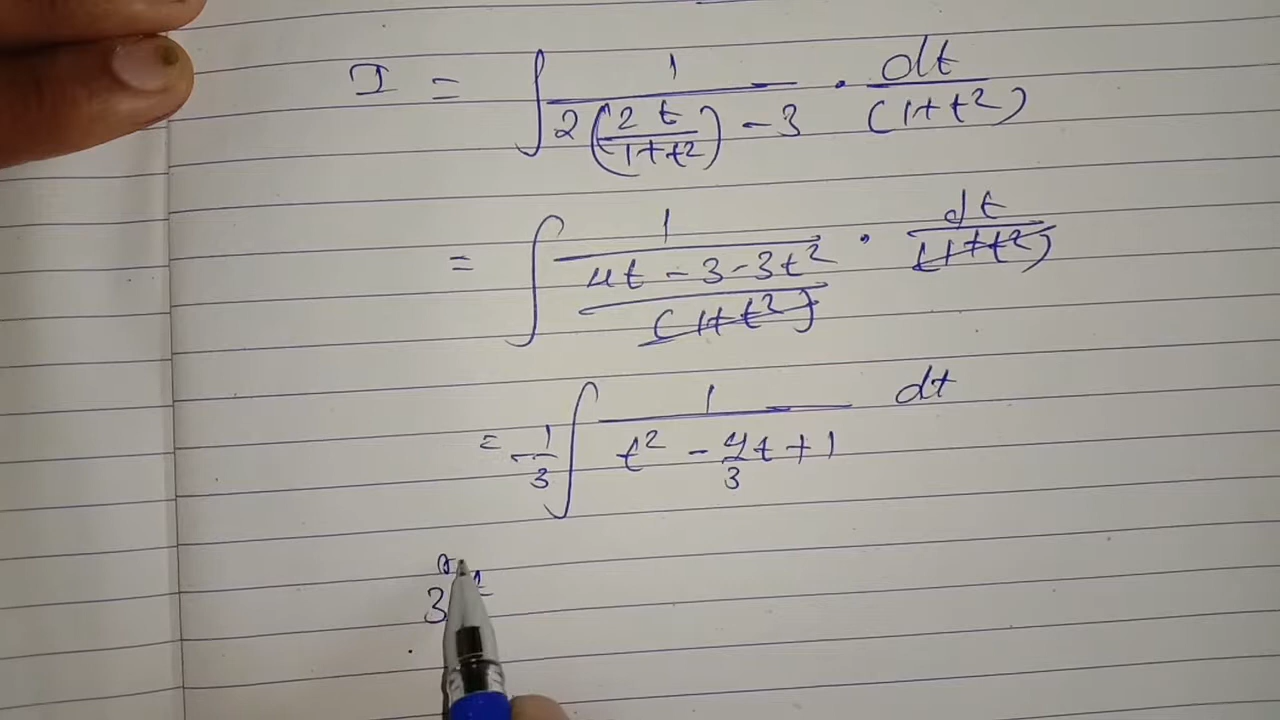 I = ∫ 1/(2(2t/(1+t²)) - 3) · dt/(1+t²)
= ∫ 1/((4t - 3 - 3t²)/(1+t²)) · dt/(1+t²)
= -1/3 ∫ 1/(t² - 4/3 t + 1) dt
3